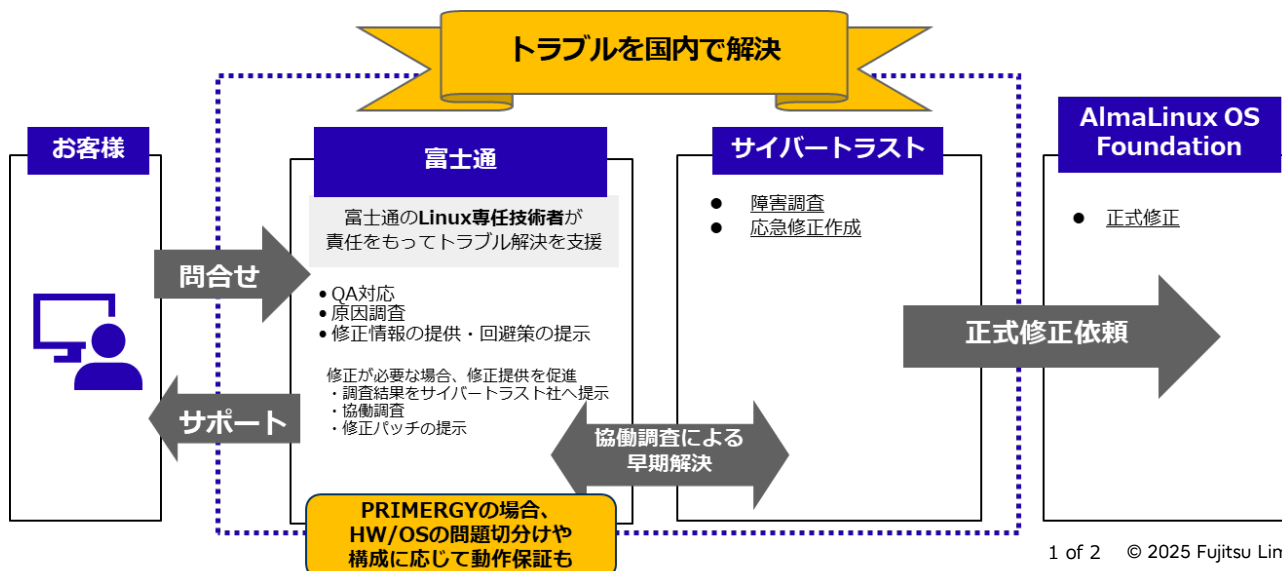 トラブルを国内で解決
お客様
富士通
サイバートラスト
AlmaLinux OS
Foundation
富士通のLinux専任技術者が
責任をもってトラブル解決を支援
● 障害調査
● 応急修正作成
● 正式修正
問合せ
• QA対応
• 原因調査
• 修正情報の提供・回避策の提示
正式修正依頼
修正が必要な場合、修正提供を促進
・調査結果をサイバートラスト社へ提示
・協働調査
・修正パッチの提示
サポート
協働調査による
早期解決
PRIMERGYの場合、
HW/OSの問題切分けや
構成に応じて動作保証も
1 of 2 © 2025 Fujitsu Lim